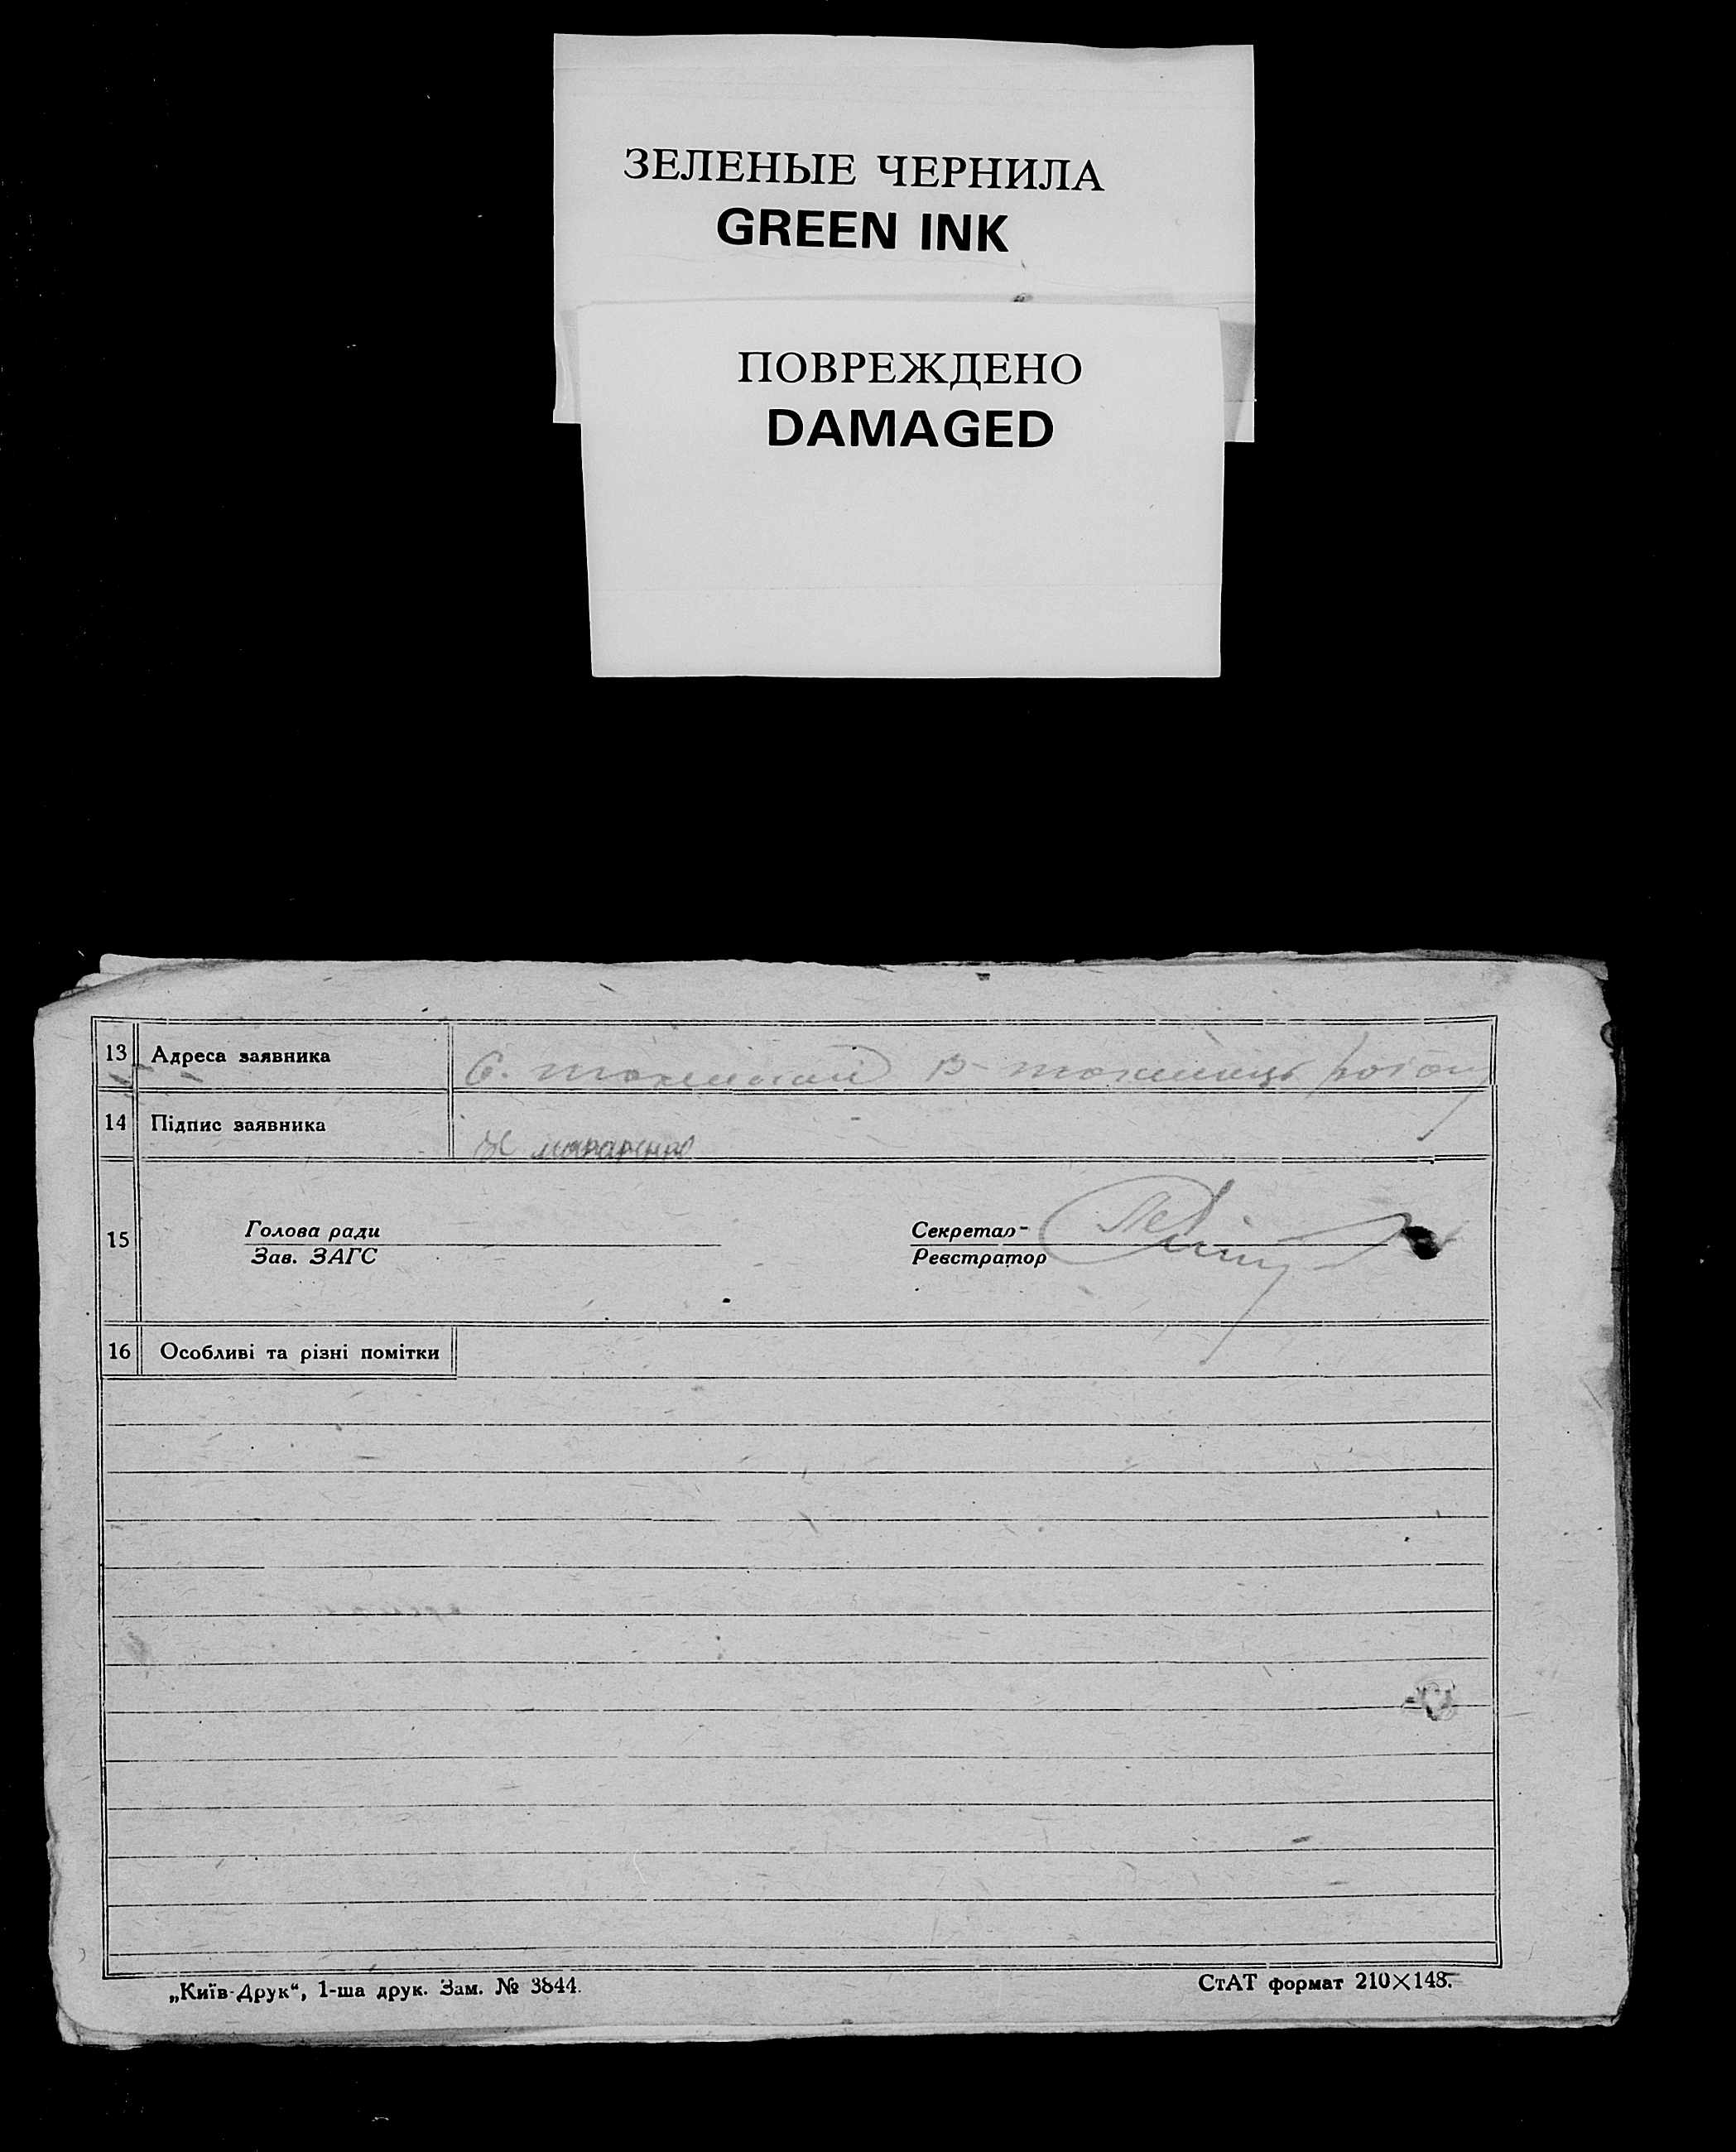 ЗЕЛЕНЫЕ ЧЕРНИЛА
GREEN INK
ПОВРЕЖДЕНО
DAMAGED
13 Адреса заявника С.
14 Підпис заявника Макаренко
15 Голова ради Секретар
Зав. ЗАГС Реєстратор
16 Особливі та різні помітки
„Київ-Друк“, 1-ша друк. Зам. № 3844. СтАТ формат 210×148.